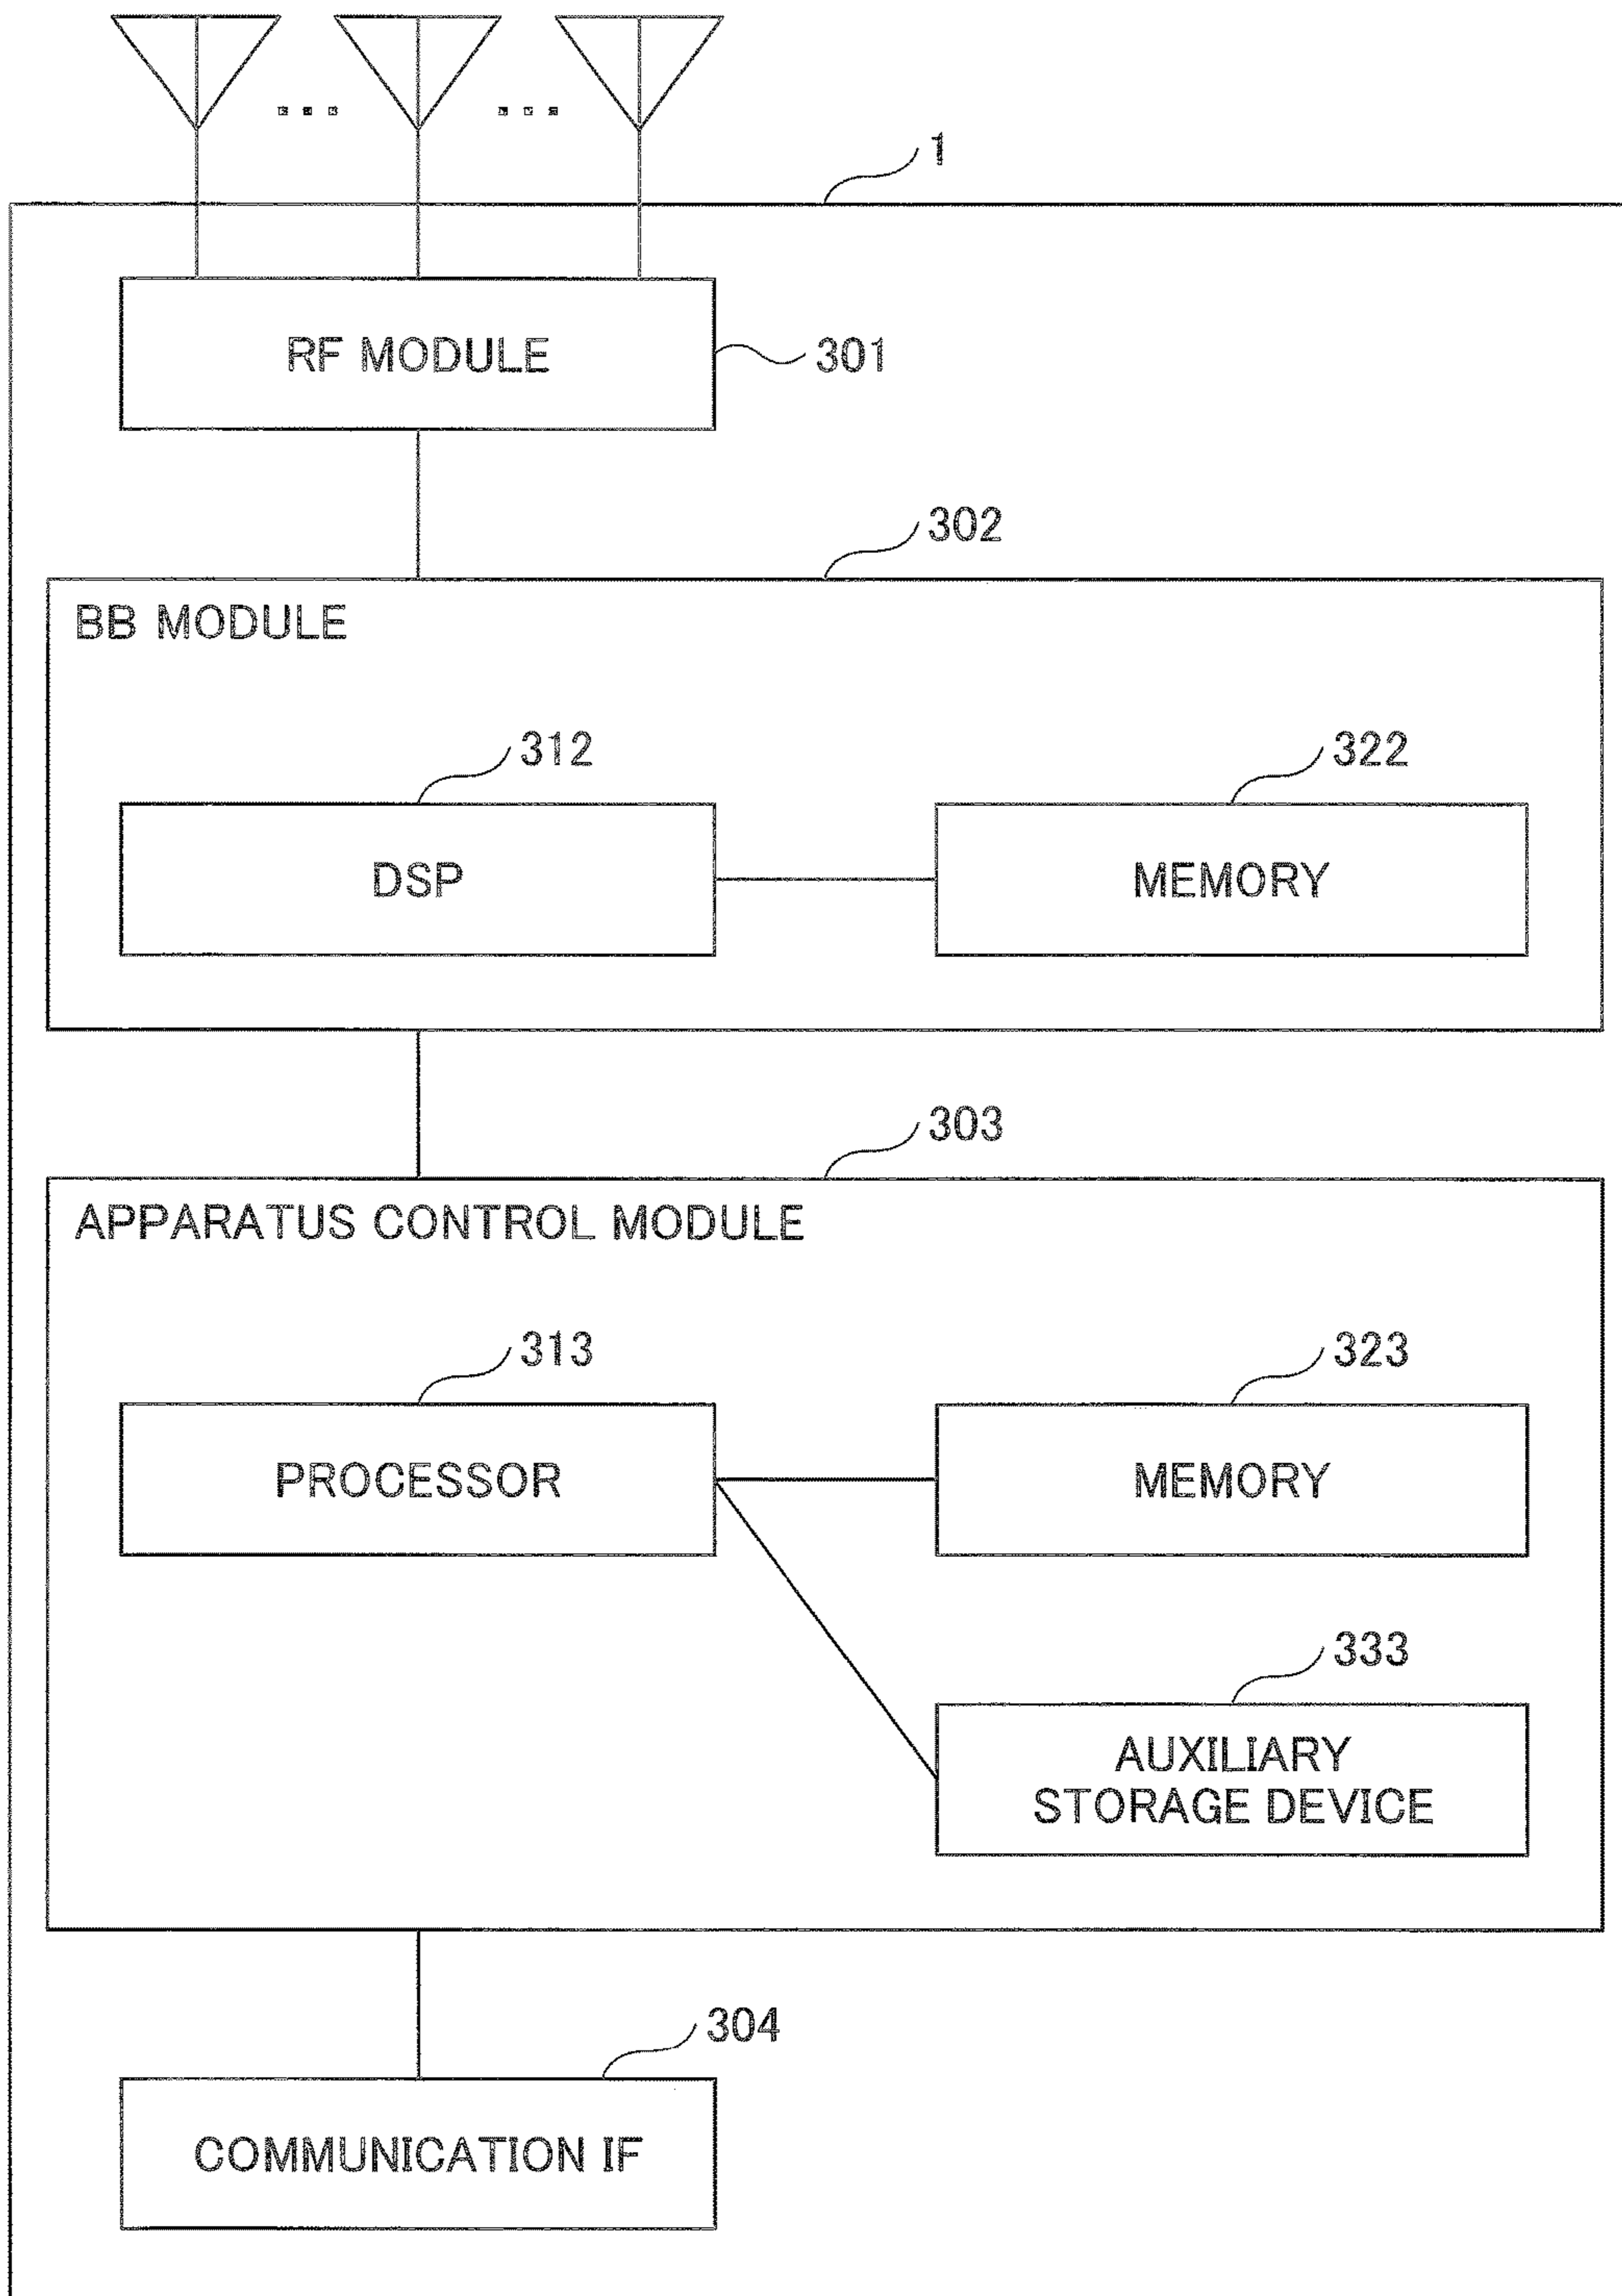 1
RF MODULE
301
302
BB MODULE
312
322
DSP
MEMORY
303
APPARATUS CONTROL MODULE
313
323
PROCESSOR
MEMORY
333
AUXILIARY
STORAGE DEVICE
304
COMMUNICATION IF